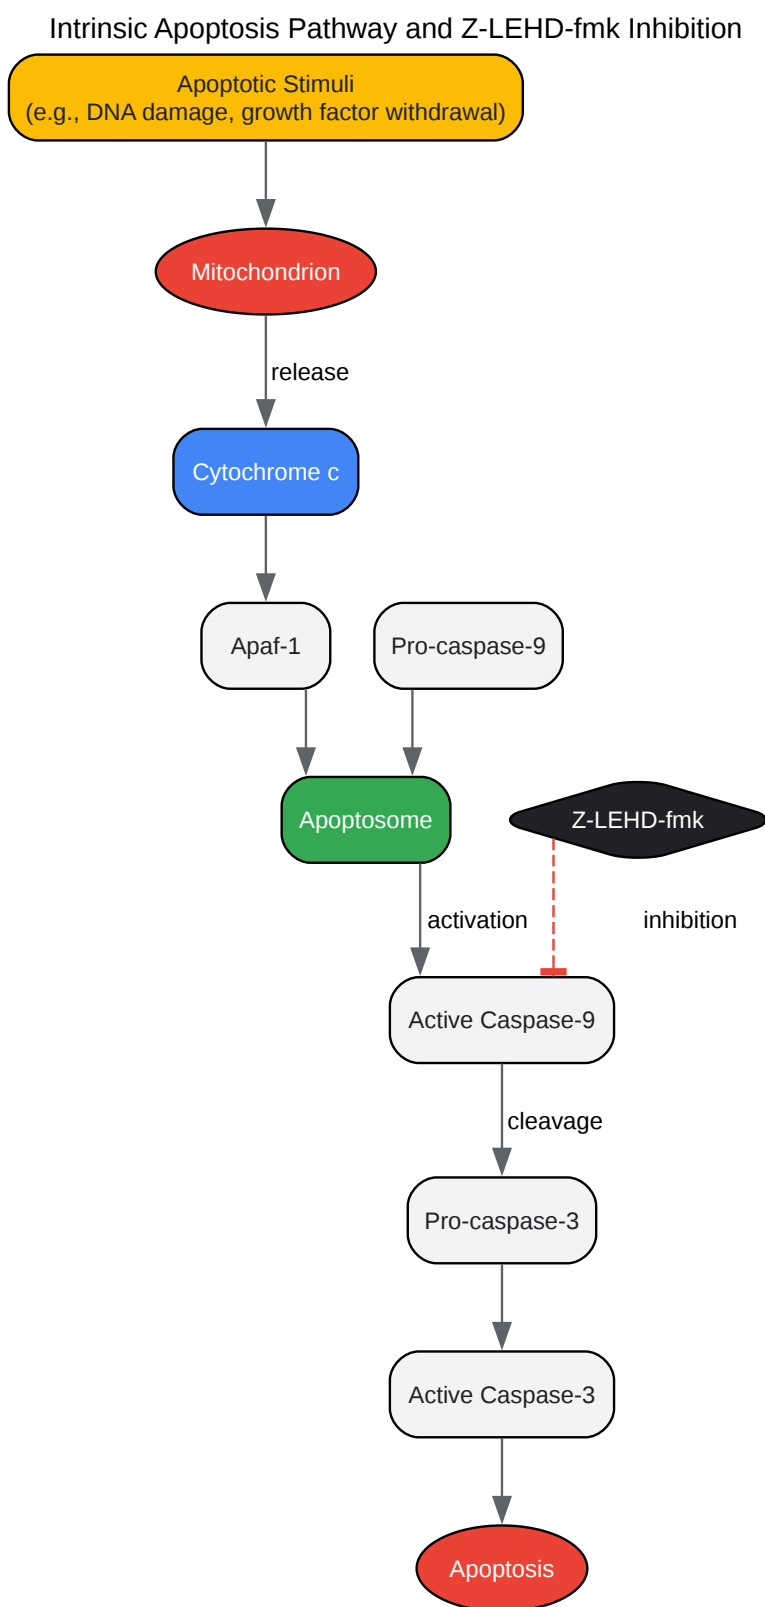 Intrinsic Apoptosis Pathway and Z-LEHD-fmk Inhibition
Apoptotic Stimuli
(e.g., DNA damage, growth factor withdrawal)
Mitochondrion
release
Cytochrome c
Apaf-1
Pro-caspase-9
Apoptosome
Z-LEHD-fmk
activation
inhibition
Active Caspase-9
cleavage
Pro-caspase-3
Active Caspase-3
Apoptosis